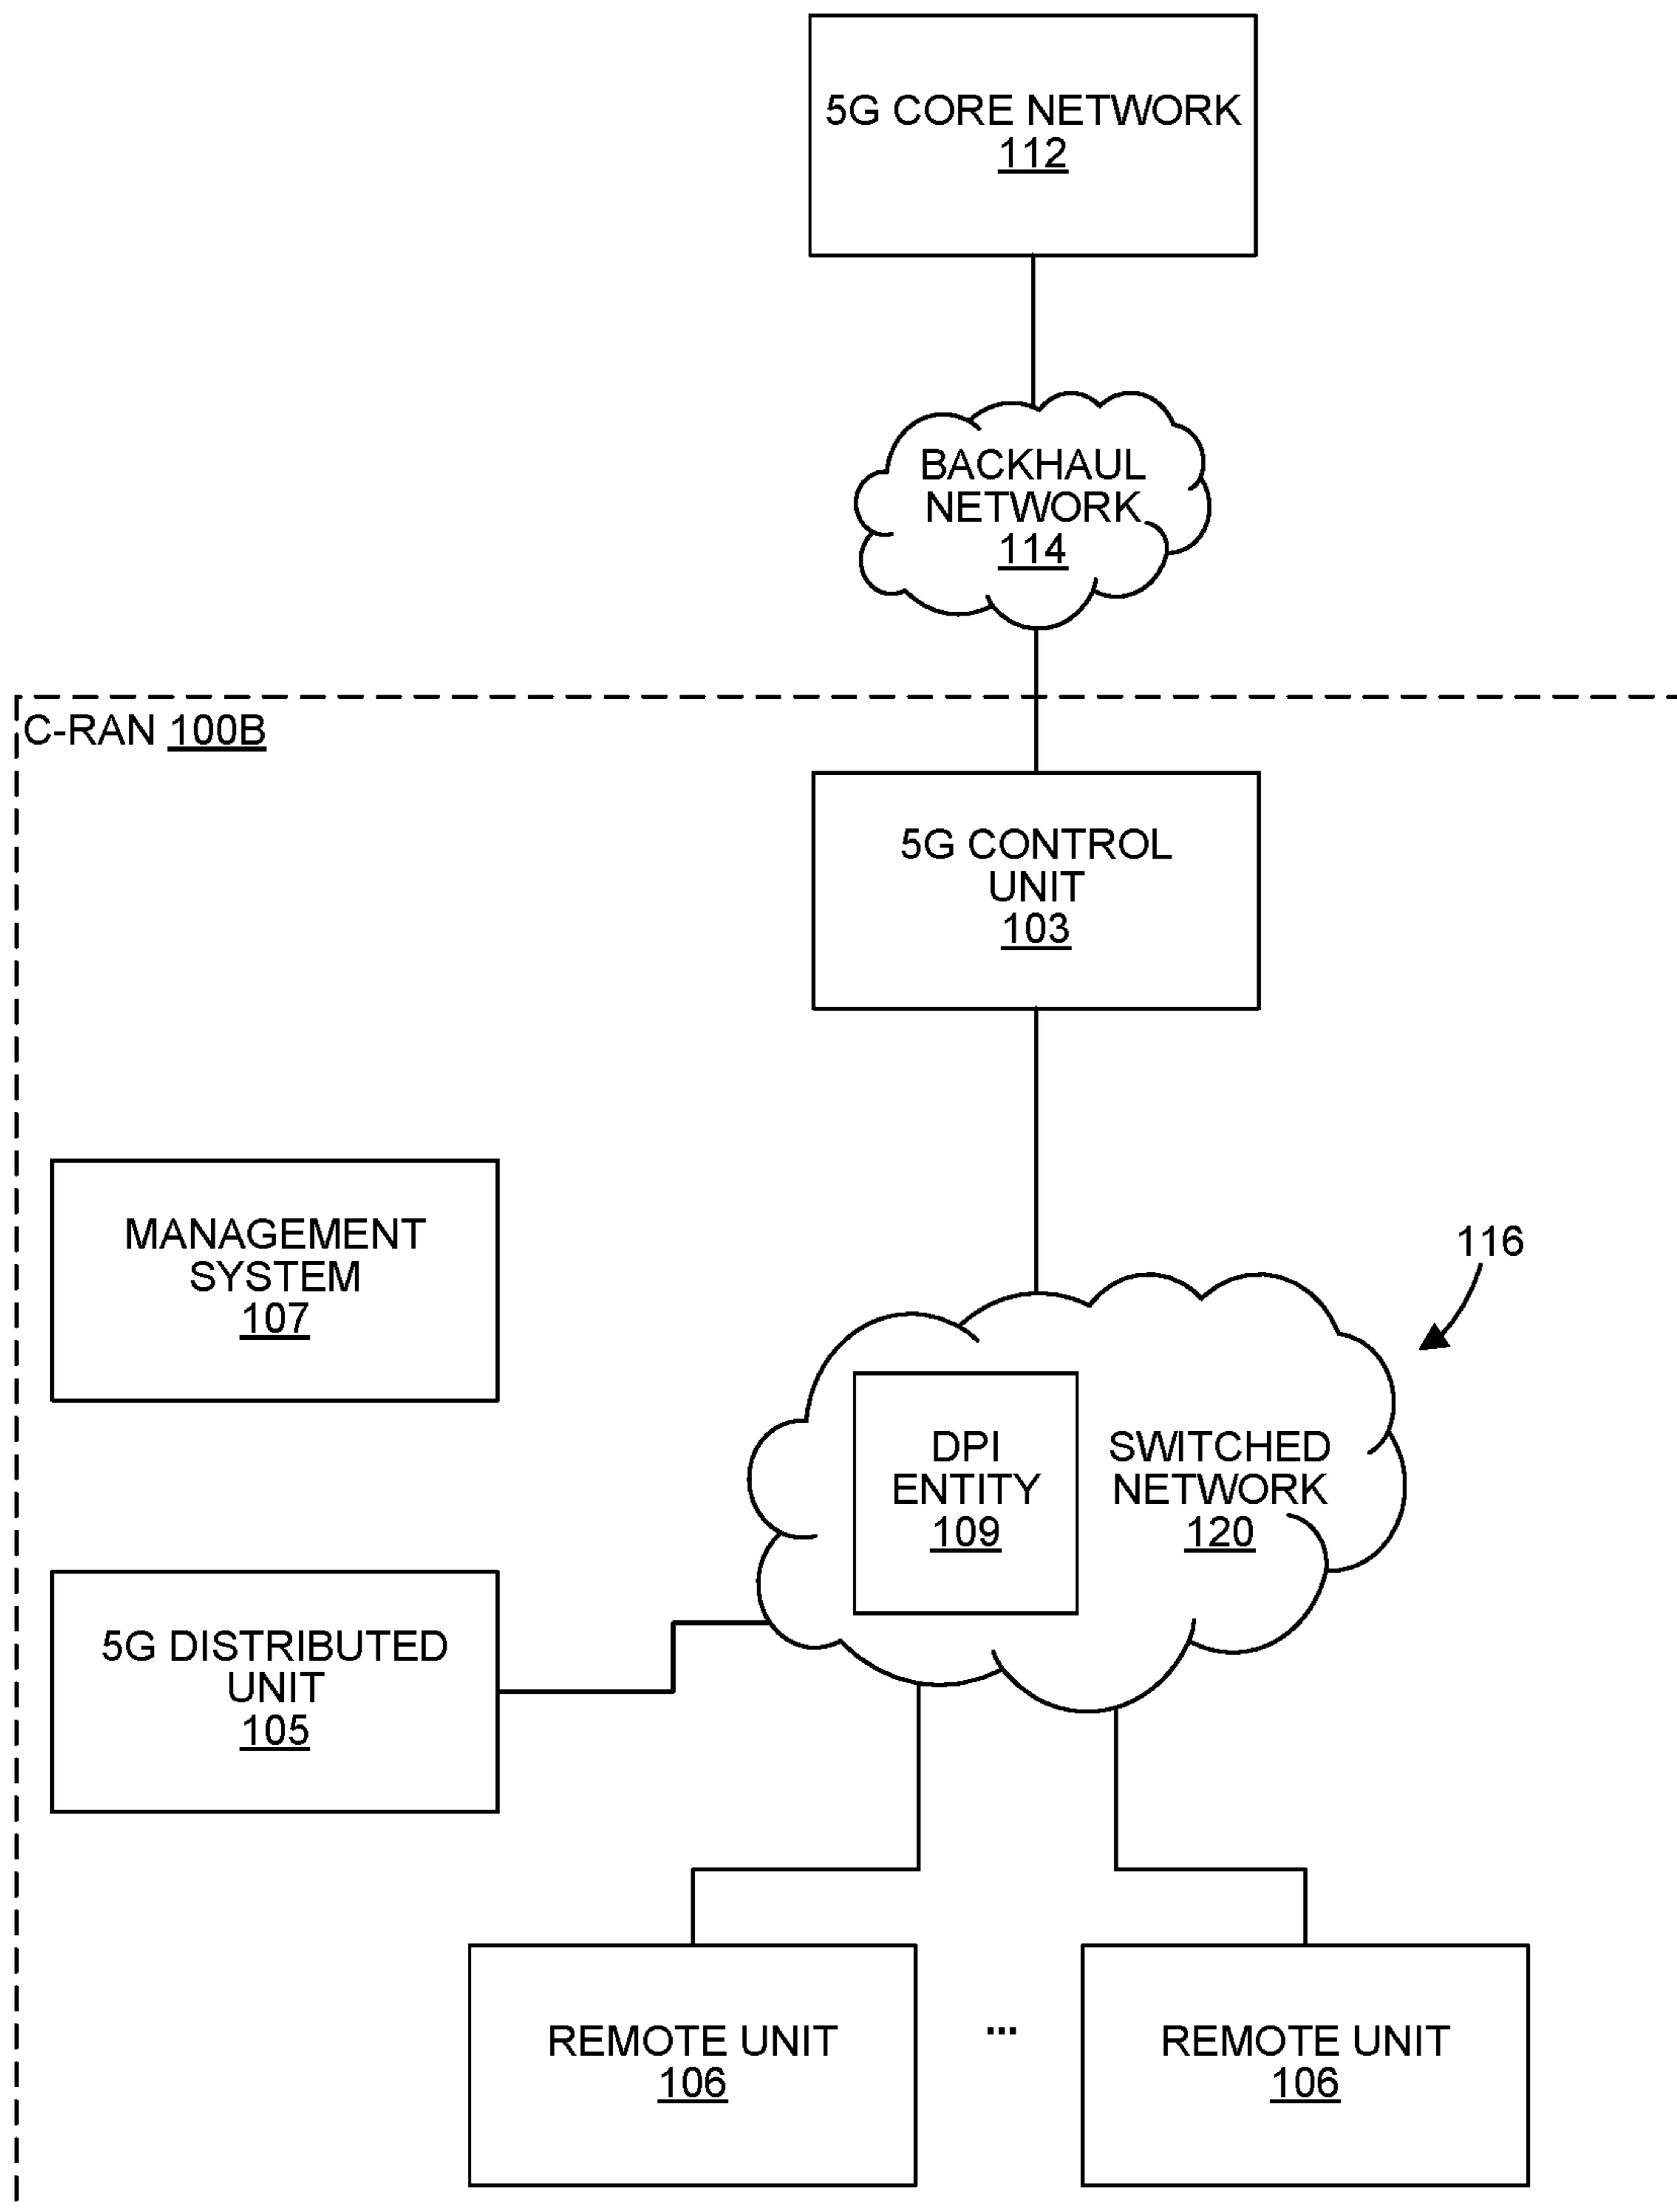 5G CORE NETWORK
112
BACKHAUL
NETWORK
114
C-RAN 100B
5G CONTROL
UNIT
103
MANAGEMENT
SYSTEM
107
116
DPI
ENTITY
109
SWITCHED
NETWORK
120
5G DISTRIBUTED
UNIT
105
REMOTE UNIT
106
...
REMOTE UNIT
106